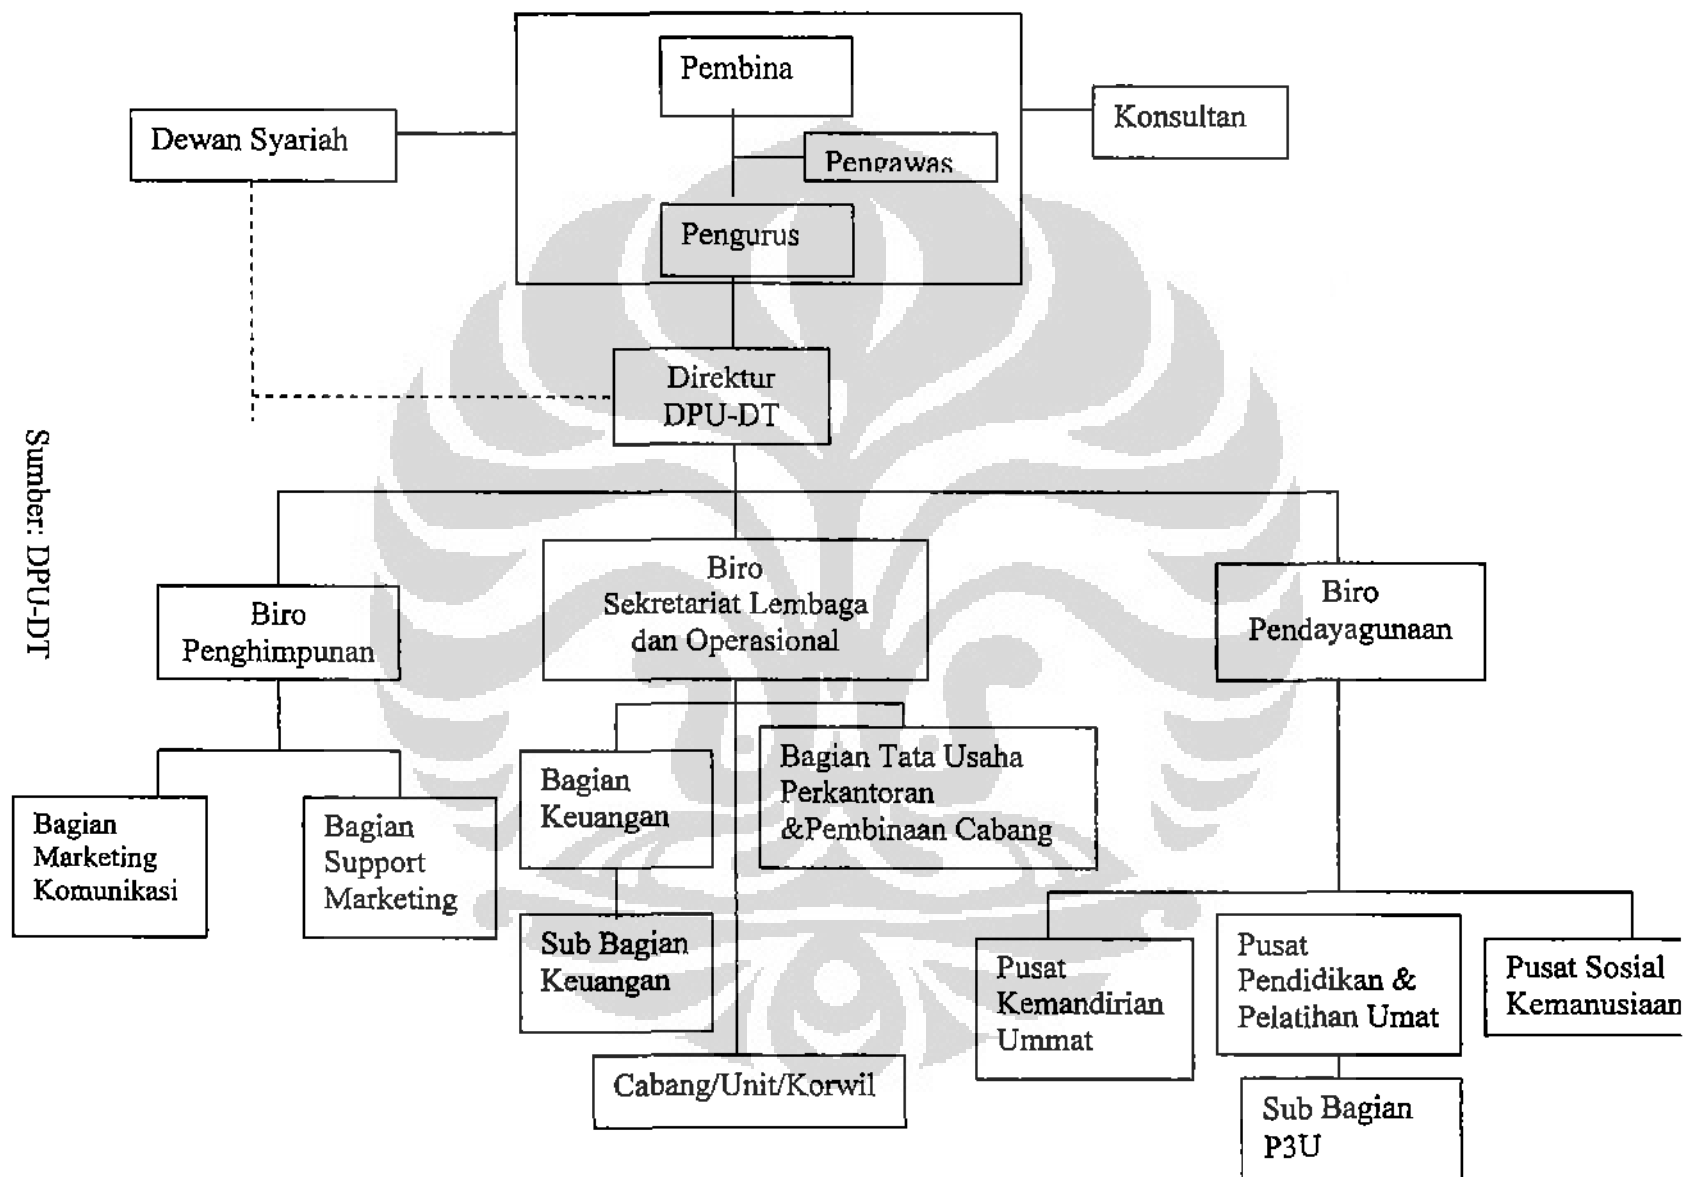 Pembina
Konsultan
Dewan Syariah
Pengawas
Pengurus
Direktur
DPU-DT
Sumber: DPU-DT
Biro
Penghimpunan
Biro
Sekretariat Lembaga
dan Operasional
Biro
Pendayagunaan
Bagian
Marketing
Komunikasi
Bagian
Support
Marketing
Bagian
Keuangan
Bagian Tata Usaha
Perkantoran
&Pembinaan Cabang
Sub Bagian
Keuangan
Cabang/Unit/Korwil
Pusat
Kemandirian
Ummat
Pusat
Pendidikan &
Pelatihan Umat
Pusat Sosial
Kemanusiaan
Sub Bagian
P3U